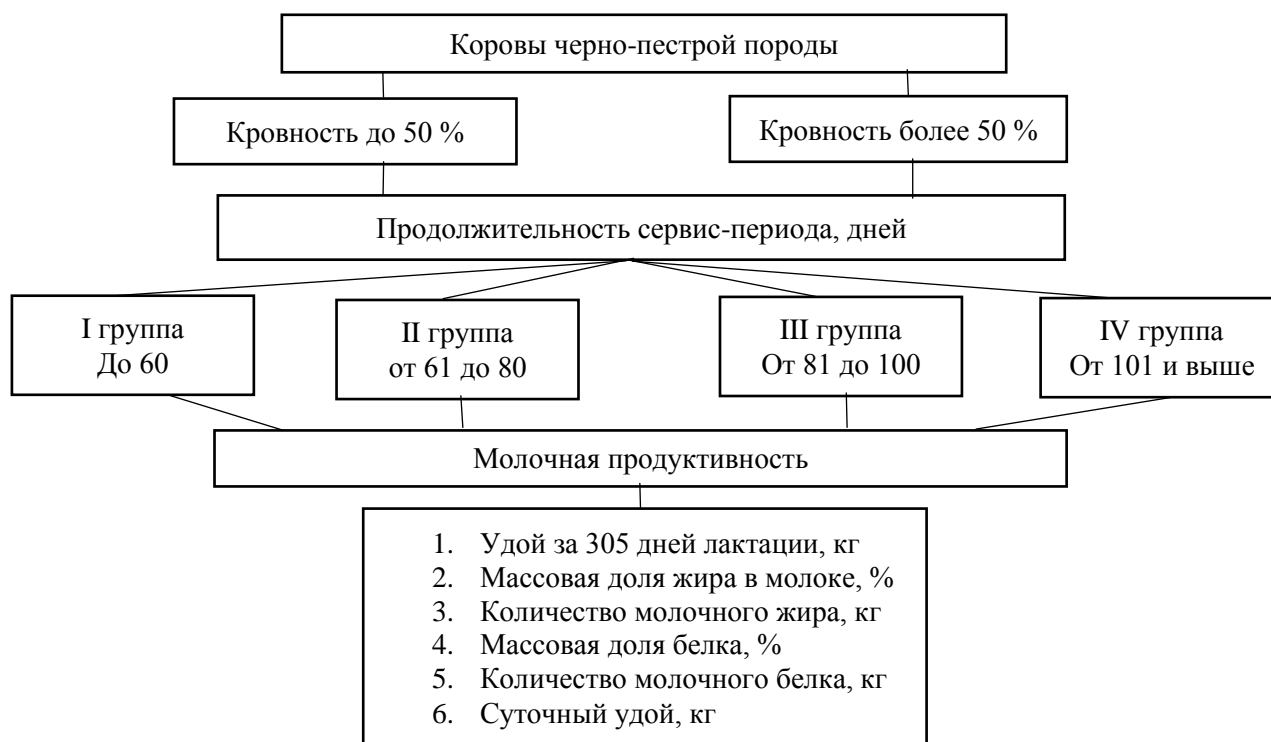 Коровы черно-пестрой породы
Кровность до 50 %
Кровность более 50 %
Продолжительность сервис-периода, дней
I группа
До 60
II группа
от 61 до 80
III группа
От 81 до 100
IV группа
От 101 и выше
Молочная продуктивность
1. Удой за 305 дней лактации, кг
2. Массовая доля жира в молоке, %
3. Количество молочного жира, кг
4. Массовая доля белка, %
5. Количество молочного белка, кг
6. Суточный удой, кг